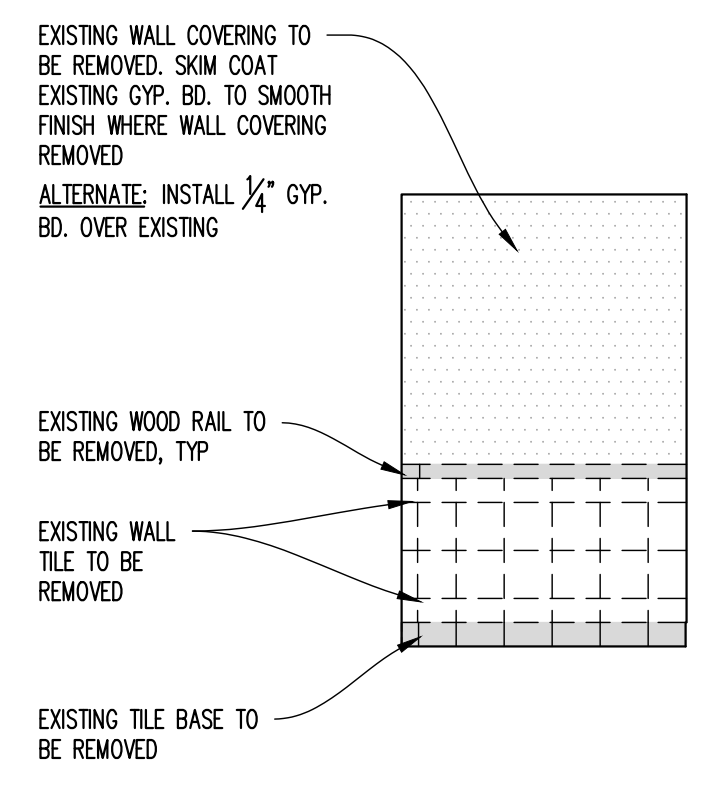 EXISTING WALL COVERING TO
BE REMOVED. SKIM COAT
EXISTING GYP. BD. TO SMOOTH
FINISH WHERE WALL COVERING
REMOVED
ALTERNATE: INSTALL 1/4" GYP.
BD. OVER EXISTING
EXISTING WOOD RAIL TO
BE REMOVED, TYP
EXISTING WALL
TILE TO BE
REMOVED
EXISTING TILE BASE TO
BE REMOVED